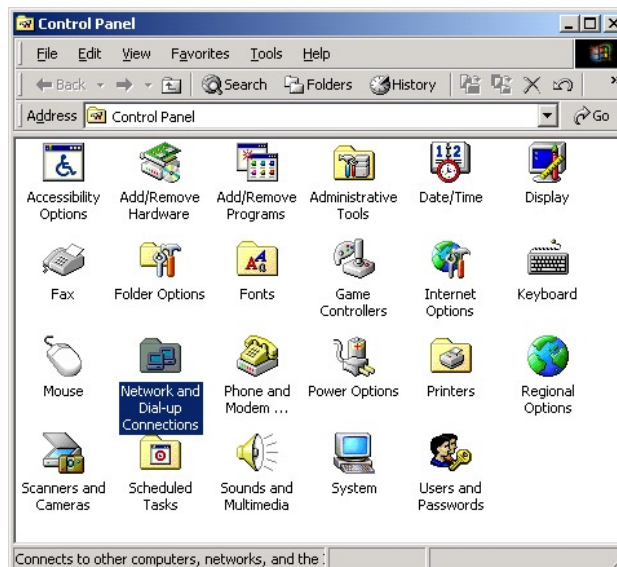 Control Panel
File Edit View Favorites Tools Help
Back Search Folders History
Address Control Panel Go
Accessibility Options
Add/Remove Hardware
Add/Remove Programs
Administrative Tools
Date/Time
Display
Fax
Folder Options
Fonts
Game Controllers
Internet Options
Keyboard
Mouse
Network and Dial-up Connections
Phone and Modem ...
Power Options
Printers
Regional Options
Scanners and Cameras
Scheduled Tasks
Sounds and Multimedia
System
Users and Passwords
Connects to other computers, networks, and the